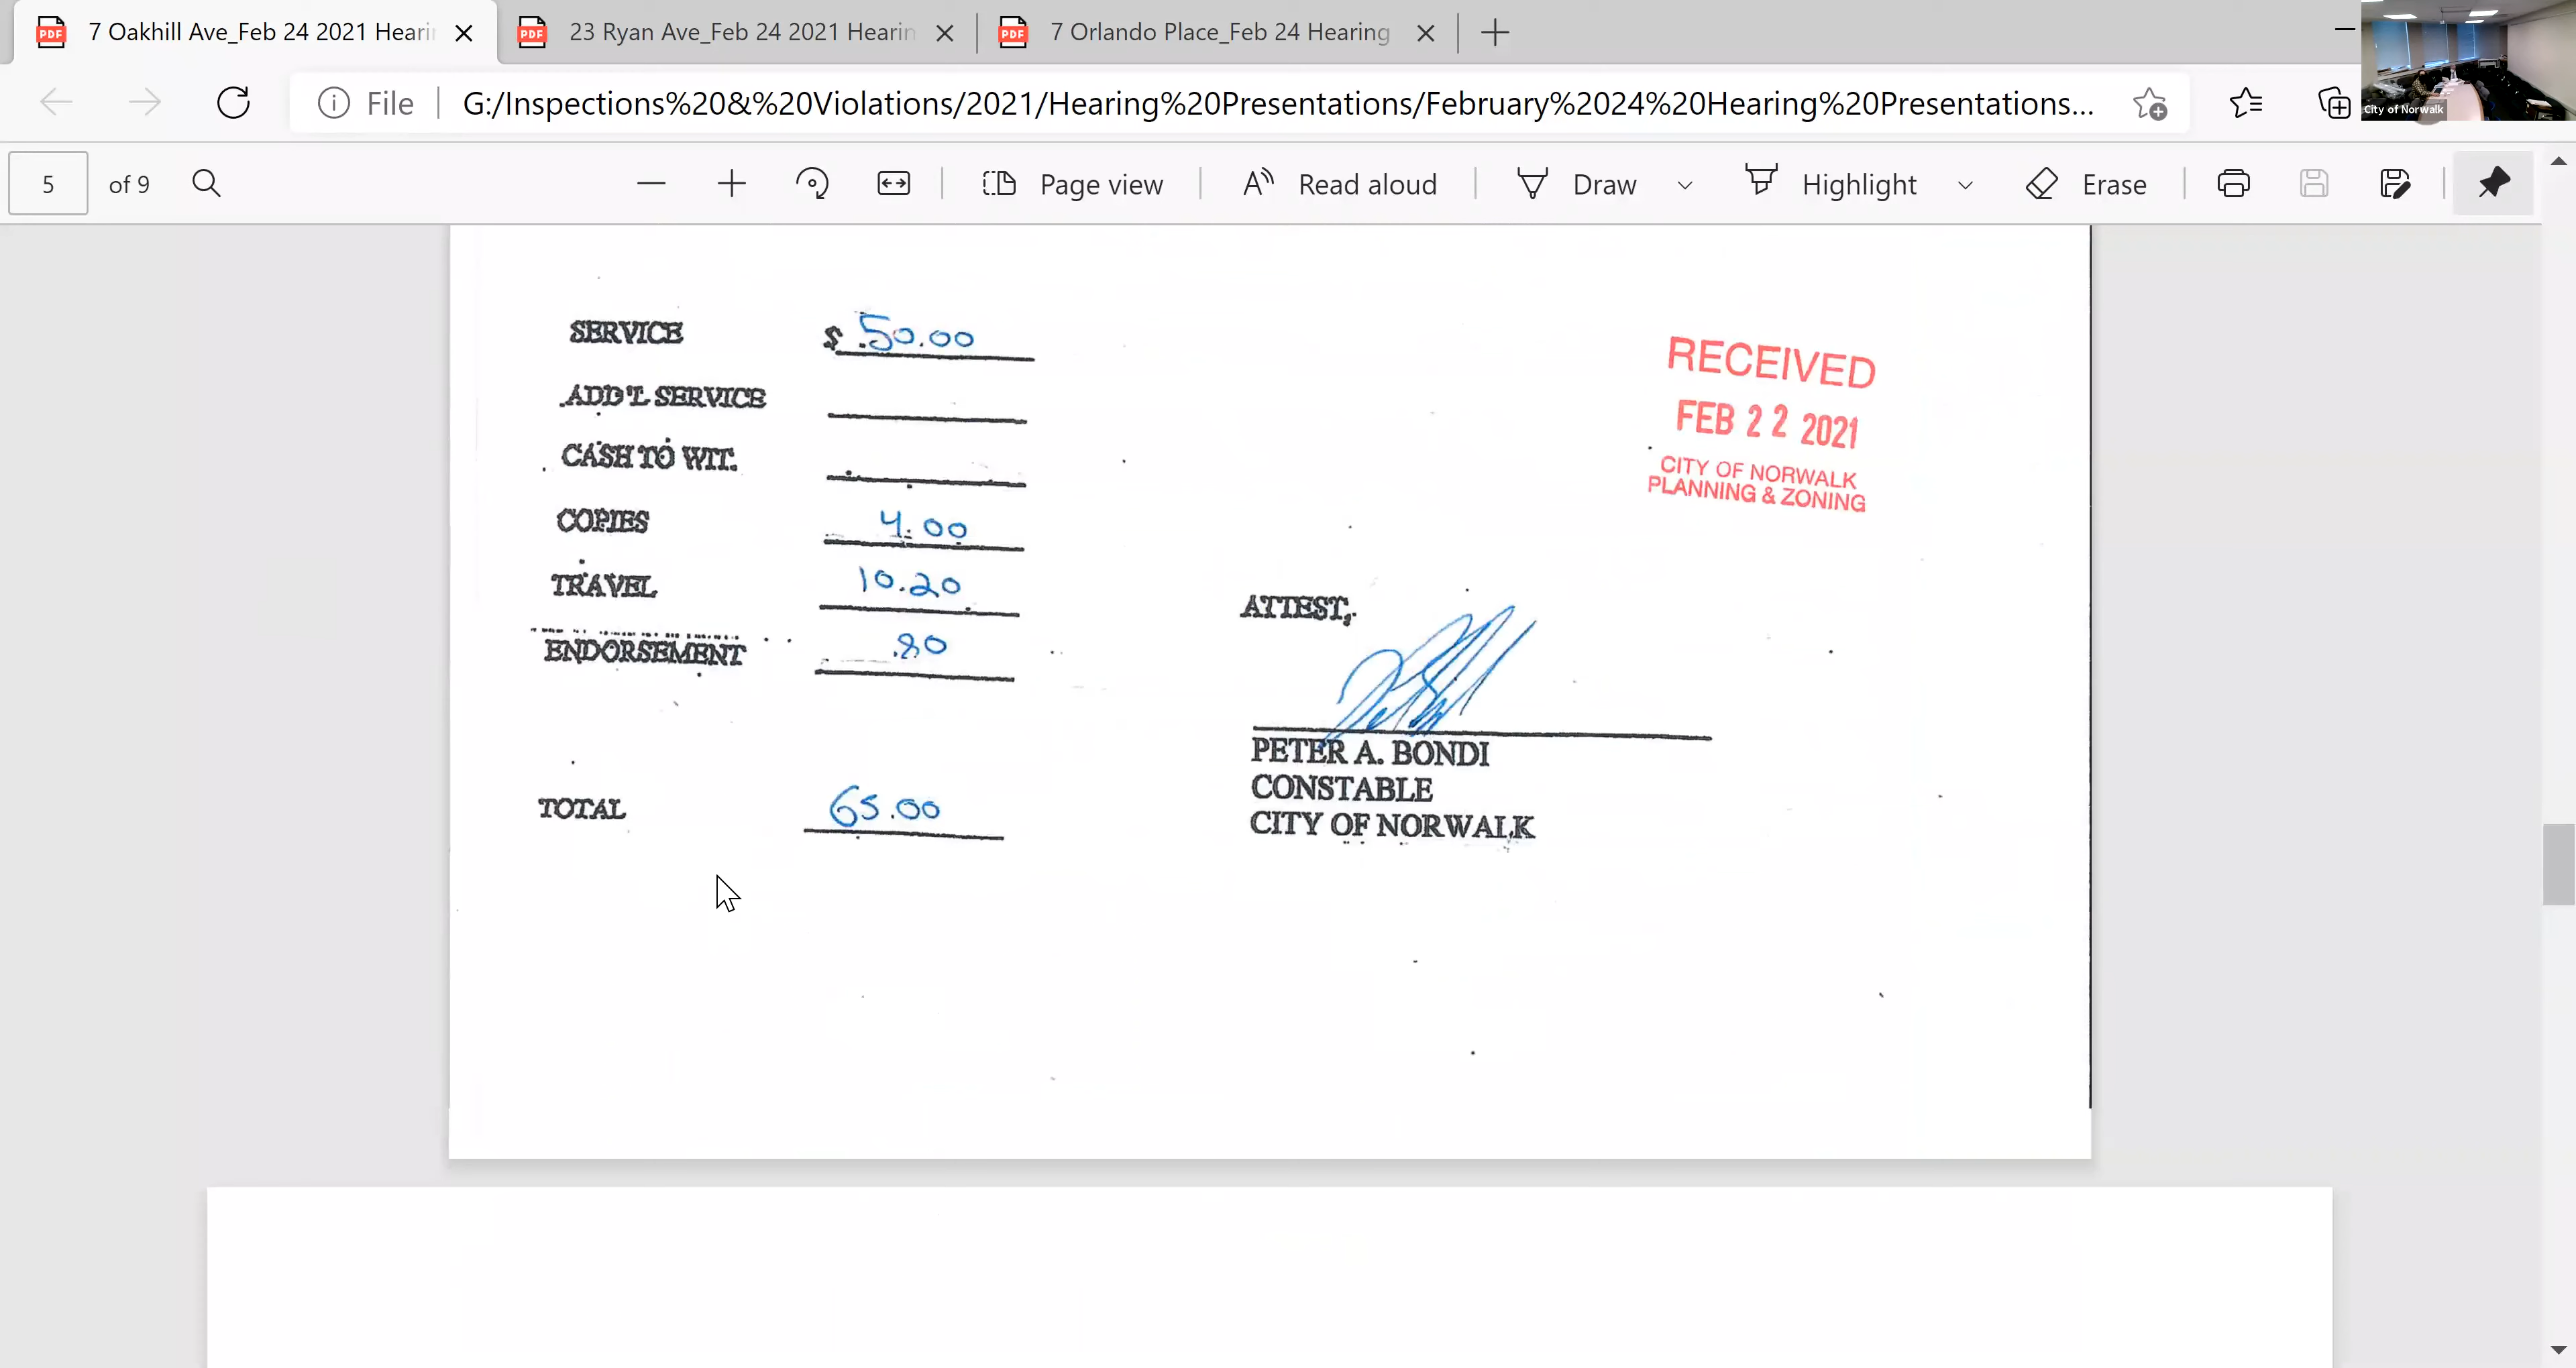 7 Oakhill Ave_Feb 24 2021 Heari
23 Ryan Ave_Feb 24 2021 Hearin
7 Orlando Place_Feb 24 Hearing
City of Norwalk
File
G:/Inspections%20&%20Violations/2021/Hearing%20Presentations/February%2024%20Hearing%20Presentations...
5 of 9
Page view
Read aloud
Draw
Highlight
Erase
SERVICE $ 50.00
ADD'L SERVICE
CASH TO WIT.
COPIES 4.00
TRAVEL 10.20
ENDORSEMENT .80
TOTAL 65.00
RECEIVED
FEB 22 2021
CITY OF NORWALK
PLANNING & ZONING
ATTEST,
PETER A. BONDI
CONSTABLE
CITY OF NORWALK